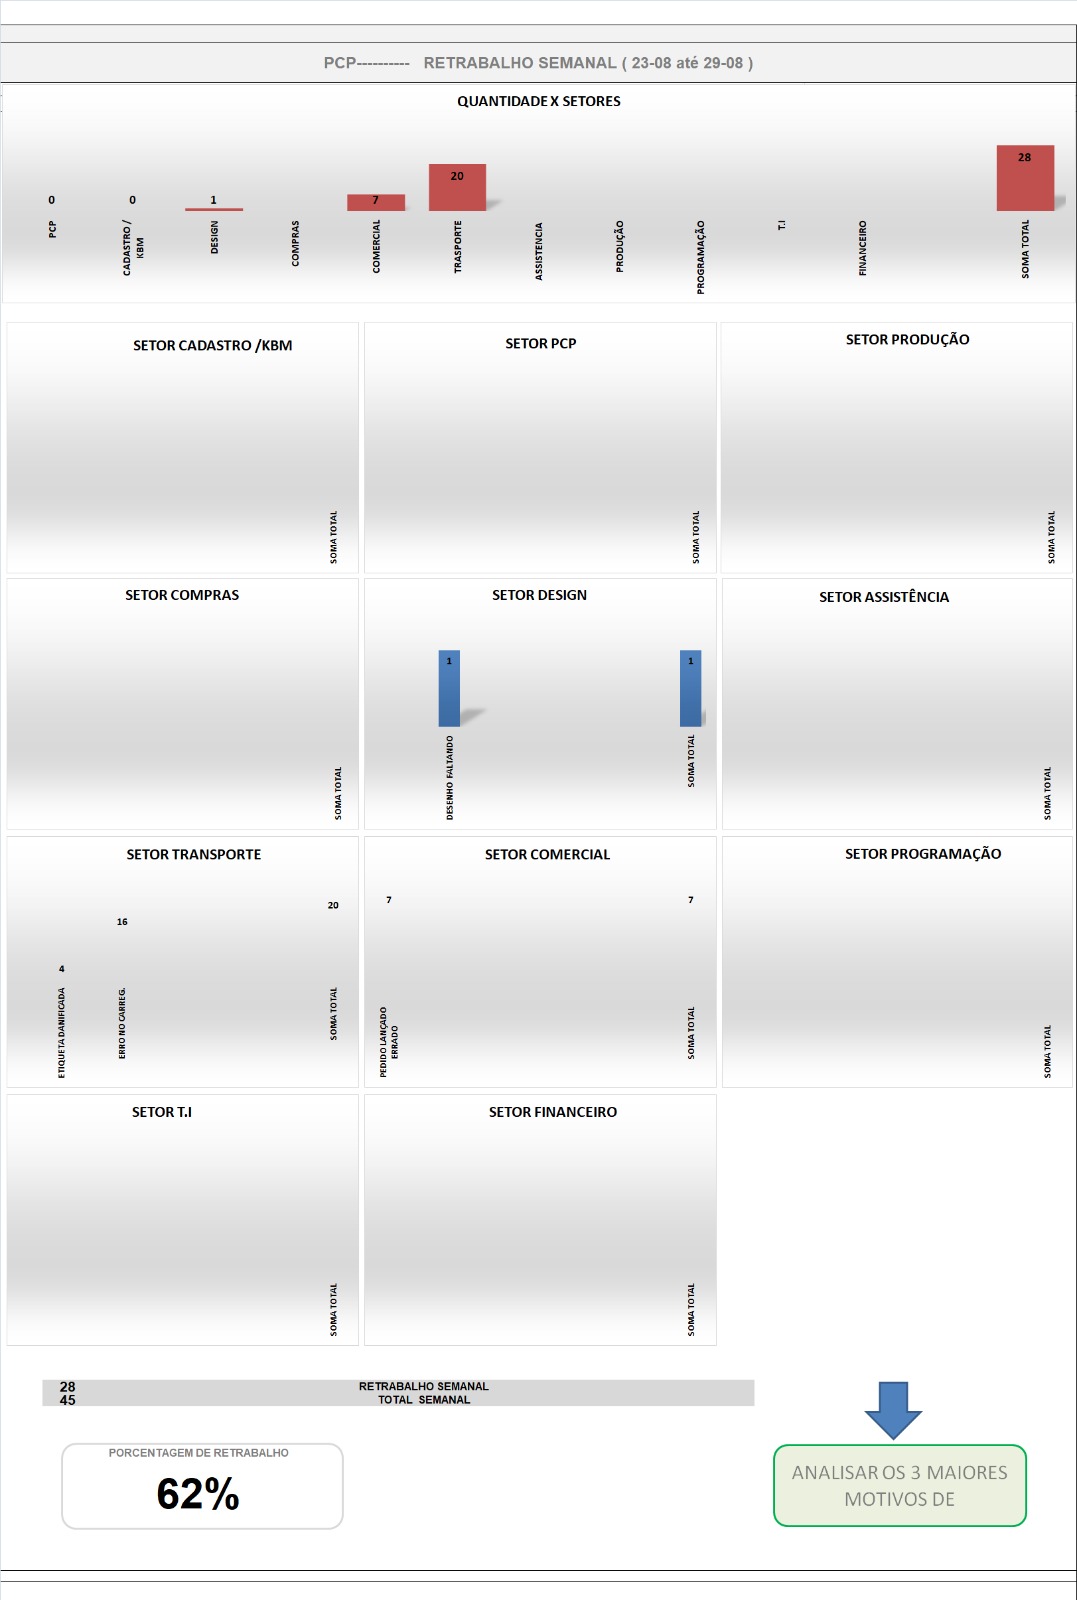 PCP---------- RETRABALHO SEMANAL ( 23-08 até 29-08 )
QUANTIDADE X SETORES
0
0
1
7
20
28
PCP
CADASTRO /
KBM
DESIGN
COMPRAS
COMERCIAL
TRASPORTE
ASSISTENCIA
PRODUÇÃO
PROGRAMAÇÃO
T.I
FINANCEIRO
SOMA TOTAL
SETOR CADASTRO /KBM
SOMA TOTAL
SETOR PCP
SOMA TOTAL
SETOR PRODUÇÃO
SOMA TOTAL
SETOR COMPRAS
SOMA TOTAL
SETOR DESIGN
1
1
DESENHO FALTANDO
SOMA TOTAL
SETOR ASSISTÊNCIA
SOMA TOTAL
SETOR TRANSPORTE
4
16
20
ETIQUETA DANIFICADA
ERRO NO CARREG.
SOMA TOTAL
SETOR COMERCIAL
7
7
PEDIDO LANÇADO
ERRADO
SOMA TOTAL
SETOR PROGRAMAÇÃO
SOMA TOTAL
SETOR T.I
SOMA TOTAL
SETOR FINANCEIRO
SOMA TOTAL
28 RETRABALHO SEMANAL
45 TOTAL SEMANAL
PORCENTAGEM DE RETRABALHO
62%
ANALISAR OS 3 MAIORES
MOTIVOS DE